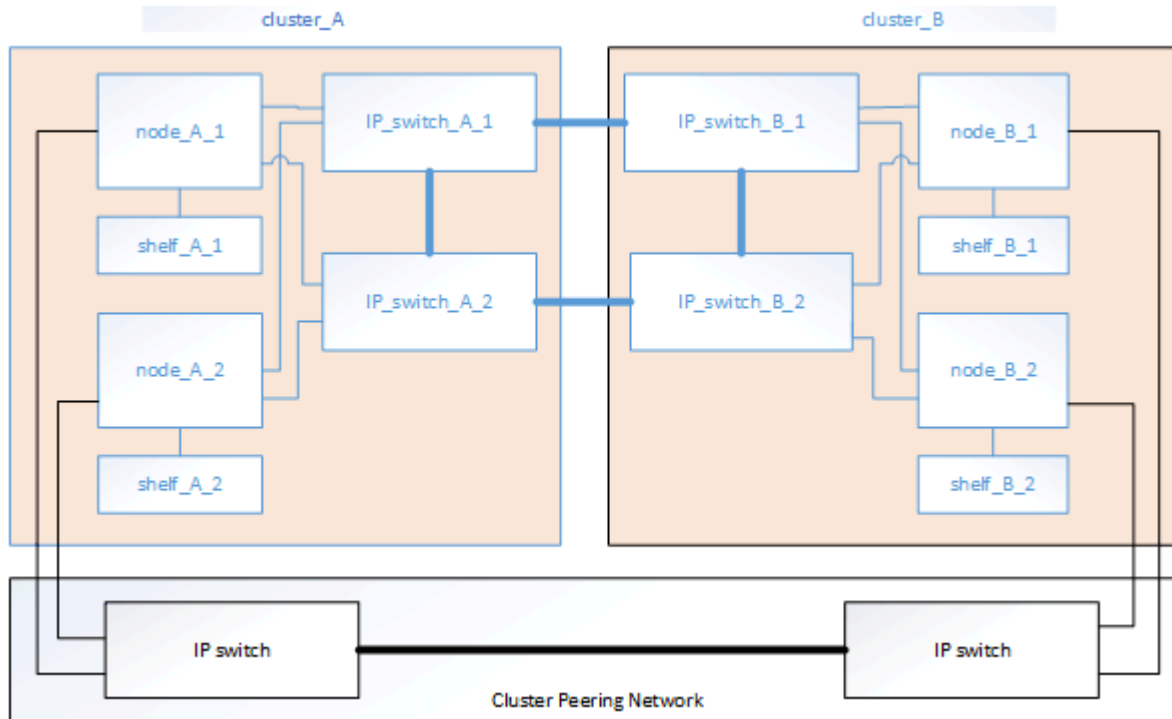 cluster_A
cluster_B
node_A_1
IP_switch_A_1
IP_switch_B_1
node_B_1
shelf_A_1
shelf_B_1
IP_switch_A_2
IP_switch_B_2
node_A_2
node_B_2
shelf_A_2
shelf_B_2
IP switch
IP switch
Cluster Peering Network